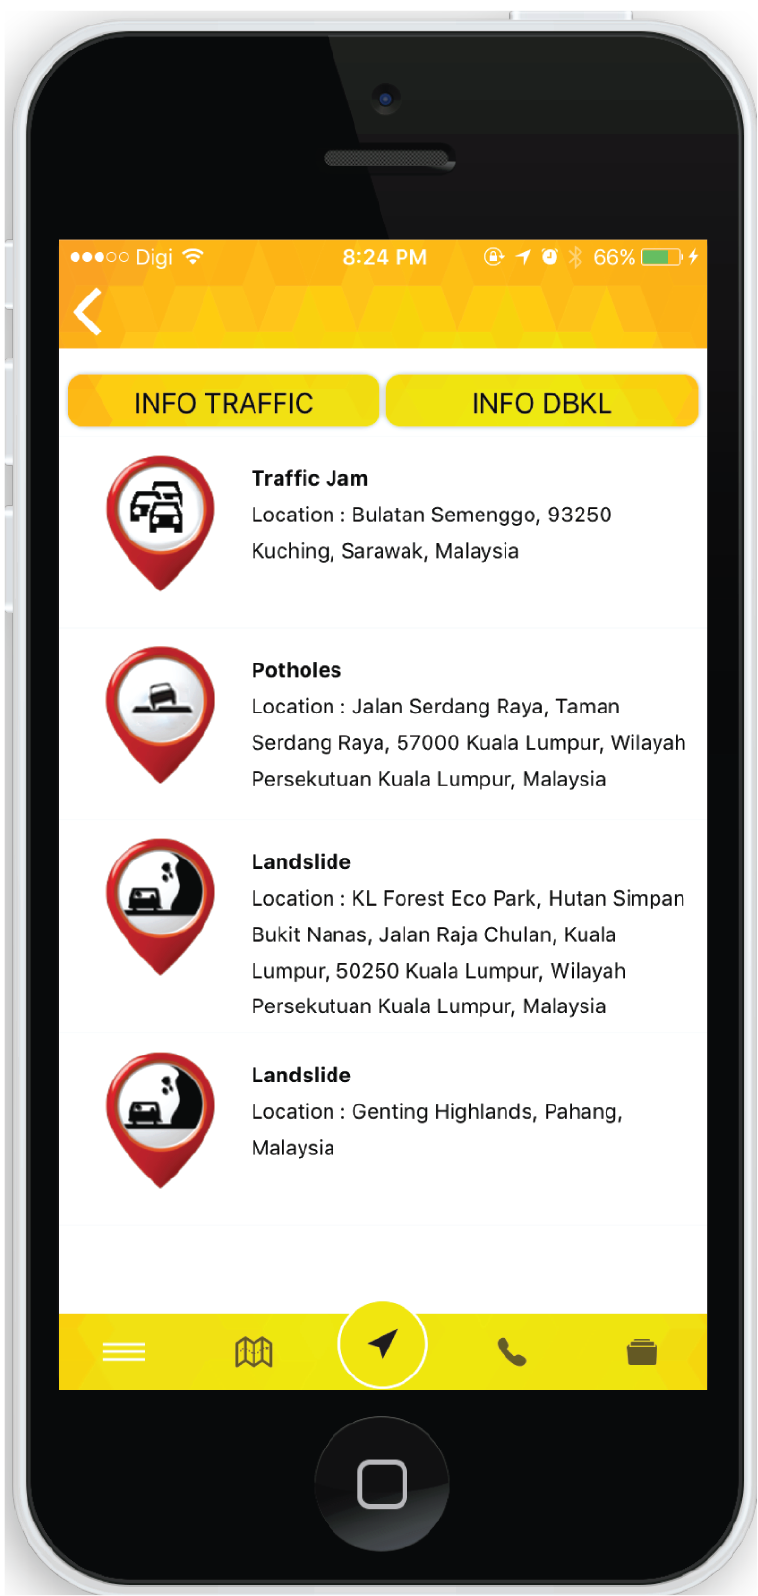 Digi 8:24 PM 66%
INFO TRAFFIC INFO DBKL
Traffic Jam
Location : Bulatan Semenggo, 93250
Kuching, Sarawak, Malaysia
Potholes
Location : Jalan Serdang Raya, Taman
Serdang Raya, 57000 Kuala Lumpur, Wilayah
Persekutuan Kuala Lumpur, Malaysia
Landslide
Location : KL Forest Eco Park, Hutan Simpan
Bukit Nanas, Jalan Raja Chulan, Kuala
Lumpur, 50250 Kuala Lumpur, Wilayah
Persekutuan Kuala Lumpur, Malaysia
Landslide
Location : Genting Highlands, Pahang,
Malaysia